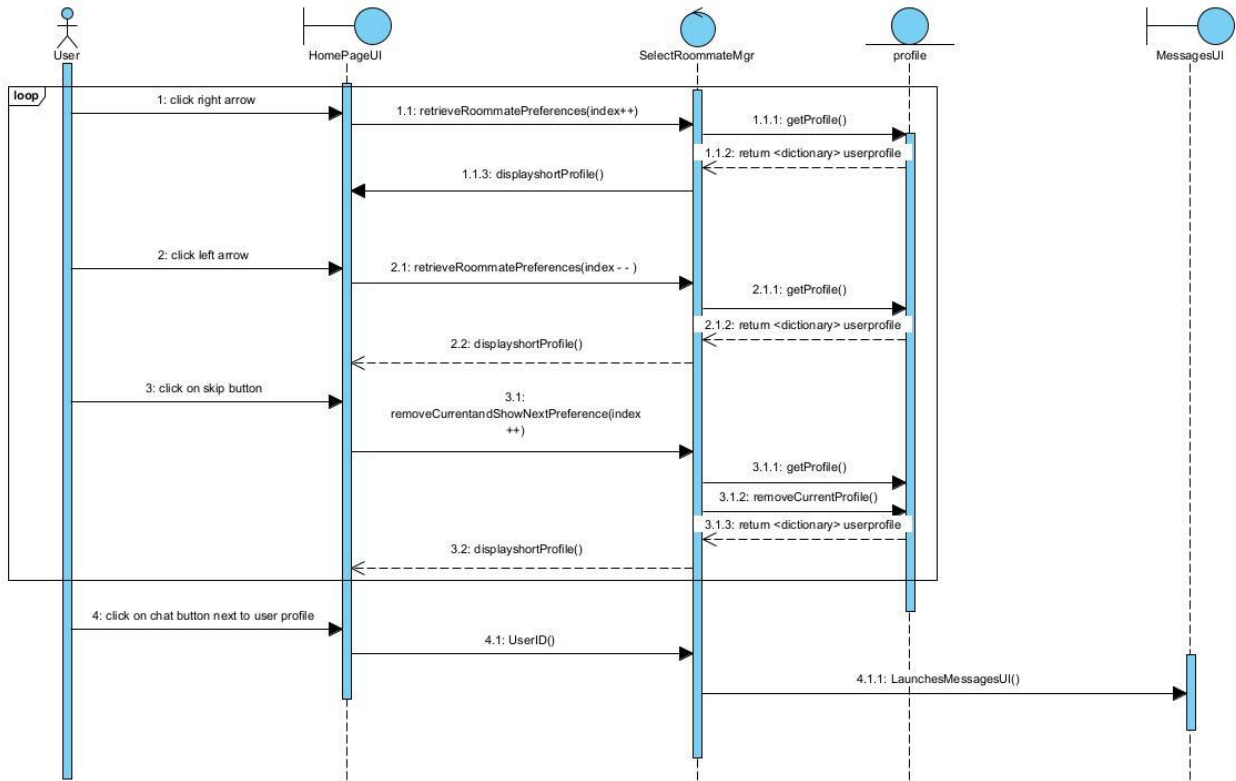 User
HomePageUI
SelectRoommateMgr
profile
MessagesUI
loop
1: click right arrow
1.1: retrieveRoommatePreferences(index++)
1.1.1: getProfile()
1.1.2: return <dictionary> userprofile
1.1.3: displayshortProfile()
2: click left arrow
2.1: retrieveRoommatePreferences(index - - )
2.1.1: getProfile()
2.1.2: return <dictionary> userprofile
2.2: displayshortProfile()
3: click on skip button
3.1:
removeCurrentandShowNextPreference(index
++)
3.1.1: getProfile()
3.1.2: removeCurrentProfile()
3.1.3: return <dictionary> userprofile
3.2: displayshortProfile()
4: click on chat button next to user profile
4.1: UserID()
4.1.1: LaunchesMessagesUI()